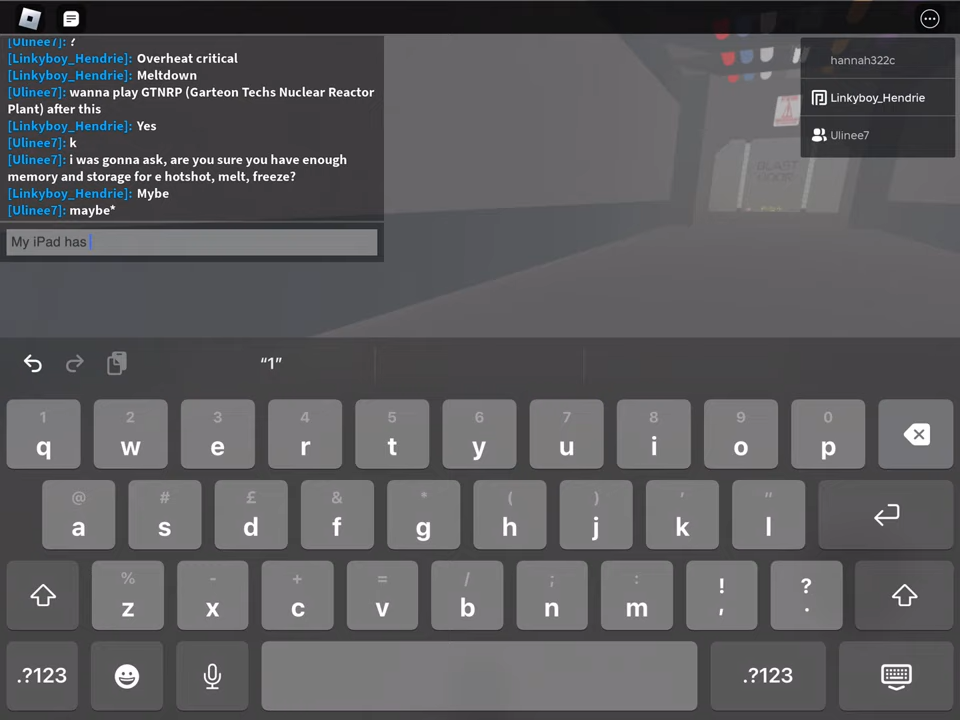 [Ulinee7]: ?
[Linkyboy_Hendrie]: Overheat critical
[Linkyboy_Hendrie]: Meltdown
[Ulinee7]: wanna play GTNRP (Garteon Techs Nuclear Reactor
Plant) after this
[Linkyboy_Hendrie]: Yes
[Ulinee7]: k
[Ulinee7]: i was gonna ask, are you sure you have enough
memory and storage for e hotshot, melt, freeze?
[Linkyboy_Hendrie]: Mybe
[Ulinee7]: maybe*
My iPad has
hannah322c
Linkyboy_Hendrie
Ulinee7
BLAST
DOOR
“1”
1 2 3 4 5 6 7 8 9 0
q w e r t y u i o p
@ # £ & * ( ) ' "
a s d f g h j k l
% - + = / ; : ! ?
z x c v b n m , .
.?123 .?123